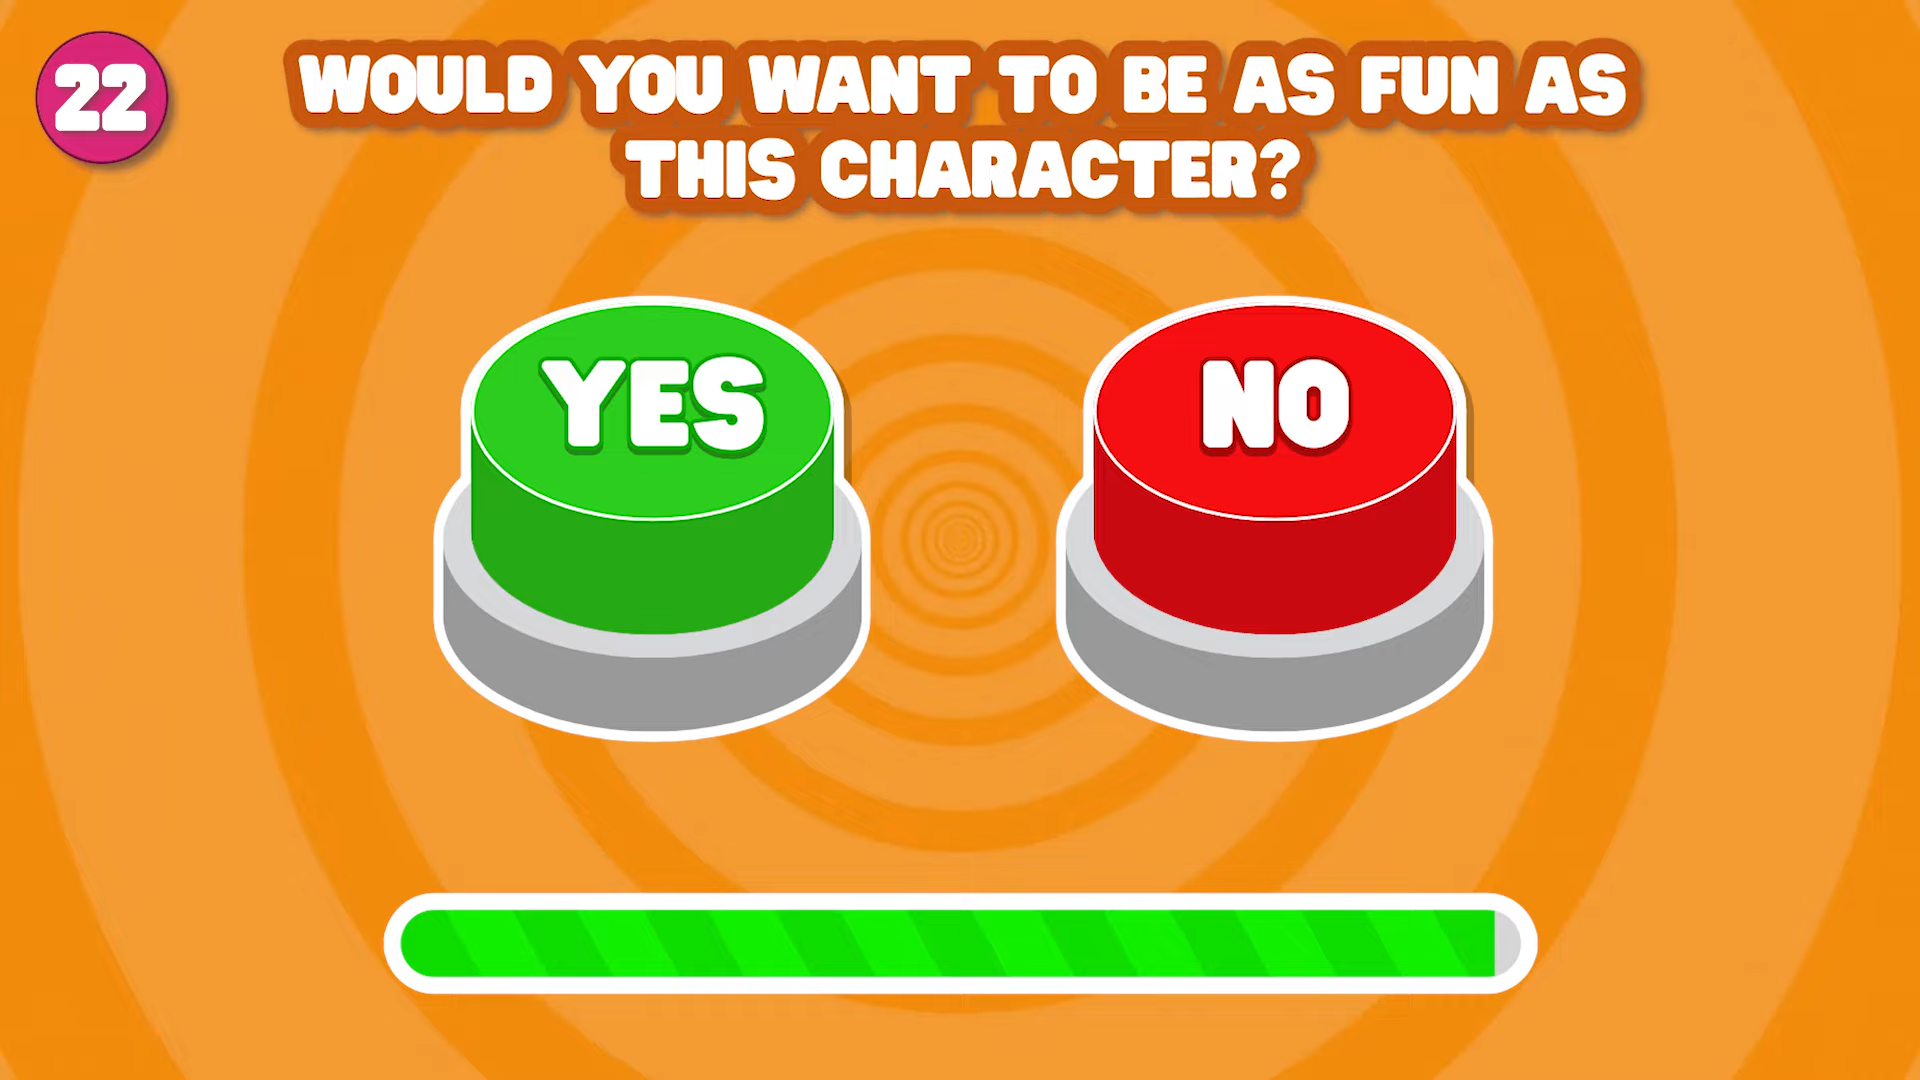 22
WOULD YOU WANT TO BE AS FUN AS
THIS CHARACTER?
YES
NO